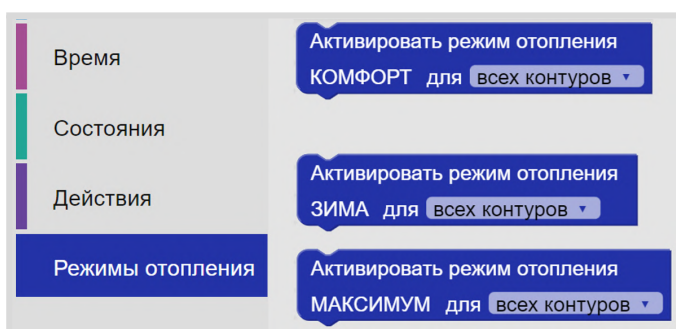 Время
Состояния
Действия
Режимы отопления
Активировать режим отопления
КОМФОРТ для всех контуров
Активировать режим отопления
ЗИМА для всех контуров
Активировать режим отопления
МАКСИМУМ для всех контуров